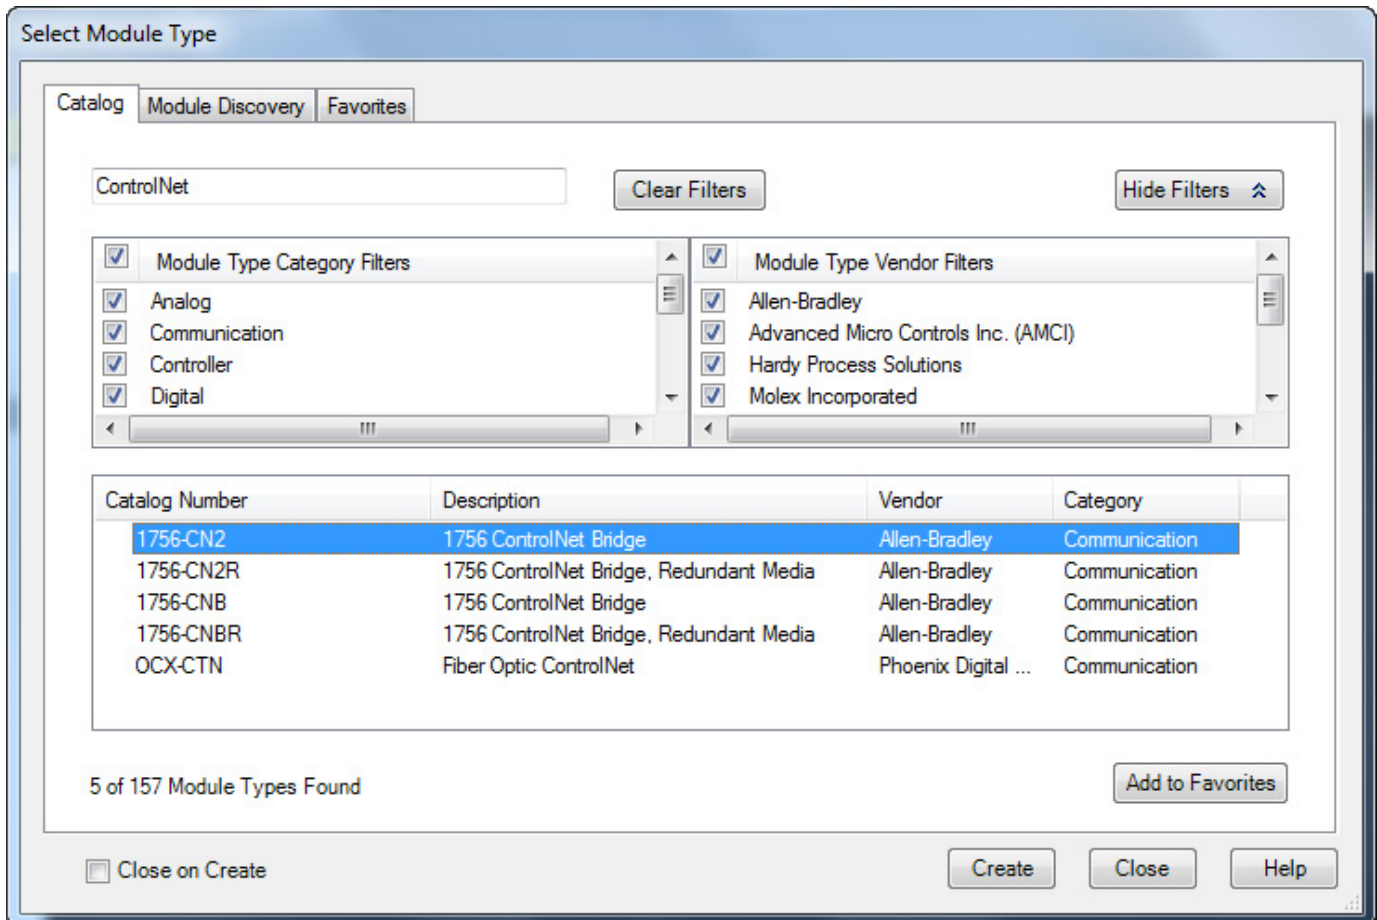 Select Module Type
Catalog Module Discovery Favorites
ControlNet Clear Filters Hide Filters
Module Type Category Filters
Analog
Communication
Controller
Digital
Module Type Vendor Filters
Allen-Bradley
Advanced Micro Controls Inc. (AMCI)
Hardy Process Solutions
Molex Incorporated
Catalog Number Description Vendor Category
1756-CN2 1756 ControlNet Bridge Allen-Bradley Communication
1756-CN2R 1756 ControlNet Bridge, Redundant Media Allen-Bradley Communication
1756-CNB 1756 ControlNet Bridge Allen-Bradley Communication
1756-CNBR 1756 ControlNet Bridge, Redundant Media Allen-Bradley Communication
OCX-CTN Fiber Optic ControlNet Phoenix Digital ... Communication
5 of 157 Module Types Found Add to Favorites
Close on Create Create Close Help